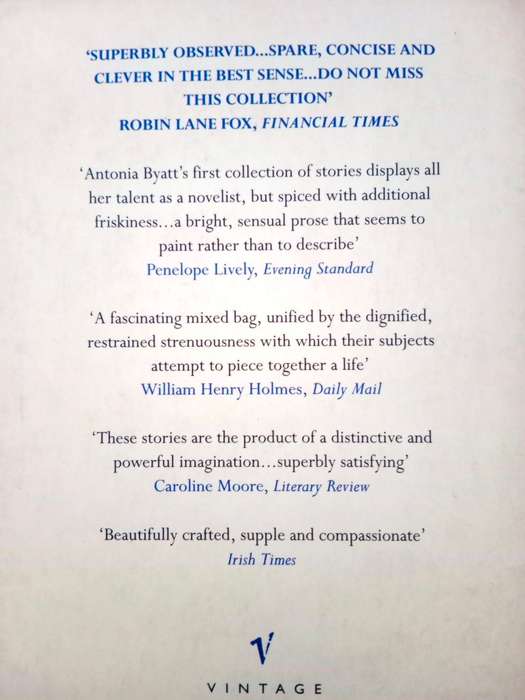 ‘SUPERBLY OBSERVED...SPARE, CONCISE AND
CLEVER IN THE BEST SENSE...DO NOT MISS
THIS COLLECTION’
ROBIN LANE FOX, FINANCIAL TIMES
‘Antonia Byatt’s first collection of stories displays all
her talent as a novelist, but spiced with additional
friskiness...a bright, sensual prose that seems to
paint rather than to describe’
Penelope Lively, Evening Standard
‘A fascinating mixed bag, unified by the dignified,
restrained strenuousness with which their subjects
attempt to piece together a life’
William Henry Holmes, Daily Mail
‘These stories are the product of a distinctive and
powerful imagination...superbly satisfying’
Caroline Moore, Literary Review
‘Beautifully crafted, supple and compassionate’
Irish Times
V
VINTAGE